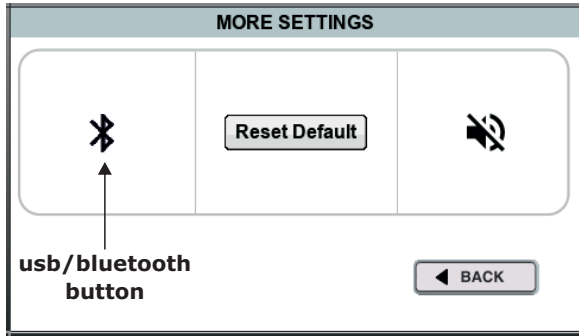 MORE SETTINGS
Reset Default
usb/bluetooth
button
BACK